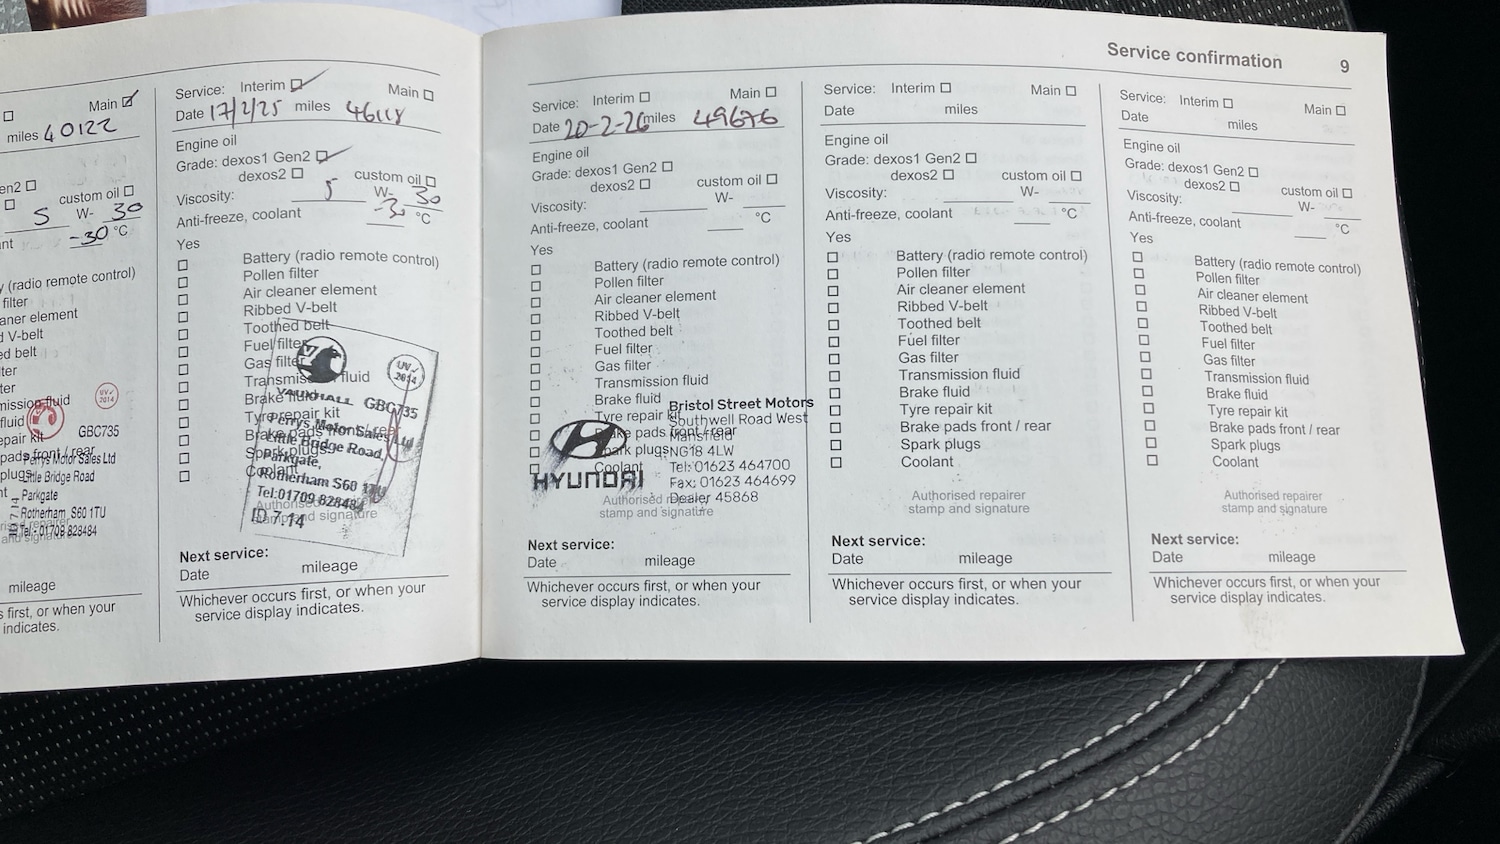 Service confirmation 9
Main
miles 40122
en2
custom oil
5 W- 30
nt -30 °C
y (radio remote control)
filter
aner element
d V-belt
ed belt
lter
ter
mission fluid
fluid
epair kit
pads front / rear
plugs
UV✓
2014
GBC735
Perrys Motor Sales Ltd
Little Bridge Road
Parkgate
Rotherham S60 1TU
Tel: 01709 828484
and signature
mileage
s first, or when your
indicates.
Service: Interim Main
Date 17/2/25 miles 46118
Engine oil
Grade: dexos1 Gen2
dexos2 custom oil
Viscosity: 5 W- 30
Anti-freeze, coolant -3 °C
Yes
Battery (radio remote control)
Pollen filter
Air cleaner element
Ribbed V-belt
Toothed belt
Fuel filter
Gas filter
Transmission fluid
Brake fluid
Tyre repair kit
Brake pads front / rear
Spark plugs
Coolant
UV✓
2014
VAUXHALL GBC735
Perrys Motor Sales Ltd
Little Bridge Road,
Parkgate,
Rotherham S60 1TU
Tel:01709 828484
ID 7.14
Authorised repairer
stamp and signature
Next service:
Date mileage
Whichever occurs first, or when your
service display indicates.
Service: Interim Main
Date 20-2-26 miles 49676
Engine oil
Grade: dexos1 Gen2
dexos2 custom oil
Viscosity: W-
Anti-freeze, coolant °C
Yes
Battery (radio remote control)
Pollen filter
Air cleaner element
Ribbed V-belt
Toothed belt
Fuel filter
Gas filter
Transmission fluid
Brake fluid
Tyre repair kit
Brake pads front / rear
Spark plugs
Coolant
HYUNDAI
Bristol Street Motors
Southwell Road West
Mansfield
NG18 4LW
Tel: 01623 464700
Fax: 01623 464699
Dealer 45868
Authorised repairer
stamp and signature
Next service:
Date mileage
Whichever occurs first, or when your
service display indicates.
Service: Interim Main
Date miles
Engine oil
Grade: dexos1 Gen2
dexos2 custom oil
Viscosity: W-
Anti-freeze, coolant °C
Yes
Battery (radio remote control)
Pollen filter
Air cleaner element
Ribbed V-belt
Toothed belt
Fuel filter
Gas filter
Transmission fluid
Brake fluid
Tyre repair kit
Brake pads front / rear
Spark plugs
Coolant
Authorised repairer
stamp and signature
Next service:
Date mileage
Whichever occurs first, or when your
service display indicates.
Service: Interim Main
Date miles
Engine oil
Grade: dexos1 Gen2
dexos2 custom oil
Viscosity: W-
Anti-freeze, coolant °C
Yes
Battery (radio remote control)
Pollen filter
Air cleaner element
Ribbed V-belt
Toothed belt
Fuel filter
Gas filter
Transmission fluid
Brake fluid
Tyre repair kit
Brake pads front / rear
Spark plugs
Coolant
Authorised repairer
stamp and signature
Next service:
Date mileage
Whichever occurs first, or when your
service display indicates.